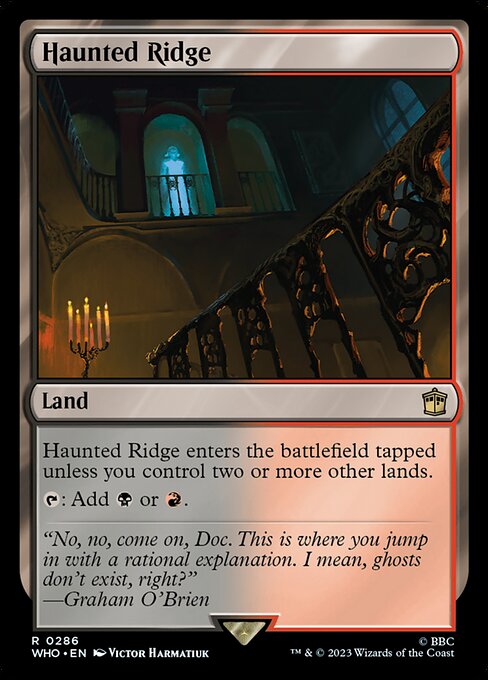 Haunted Ridge
Land
Haunted Ridge enters the battlefield tapped
unless you control two or more other lands.
: Add or .
“No, no, come on, Doc. This is where you jump
in with a rational explanation. I mean, ghosts
don’t exist, right?”
—Graham O’Brien
R 0286
WHO • EN Victor Harmatiuk
© BBC
™ & © 2023 Wizards of the Coast